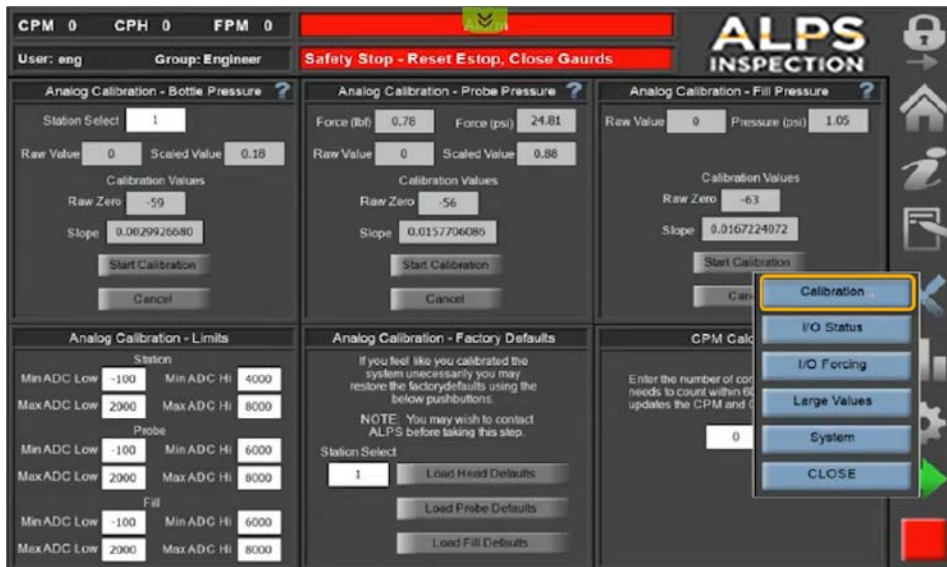 CPM 0 CPH 0 FPM 0
User: eng Group: Engineer
Safety Stop - Reset Estop, Close Gaurds
ALPS
INSPECTION
Analog Calibration - Bottle Pressure ?
Station Select 1
Raw Value 0 Scaled Value 0.18
Calibration Values
Raw Zero -59
Slope 0.0029926680
Start Calibration
Cancel
Analog Calibration - Probe Pressure ?
Force (lbf) 0.78 Force (psi) 24.81
Raw Value 0 Scaled Value 0.88
Calibration Values
Raw Zero -56
Slope 0.0157706086
Start Calibration
Cancel
Analog Calibration - Fill Pressure ?
Raw Value 0 Pressure (psi) 1.05
Calibration Values
Raw Zero -63
Slope 0.0167224072
Start Calibration
Analog Calibration - Limits
Station
Min ADC Low -100 Min ADC Hi 4000
Max ADC Low 2000 Max ADC Hi 8000
Probe
Min ADC Low -100 Min ADC Hi 6000
Max ADC Low 2000 Max ADC Hi 8000
Fill
Min ADC Low -100 Min ADC Hi 6000
Max ADC Low 2000 Max ADC Hi 8000
Analog Calibration - Factory Defaults
If you feel like you calibrated the
system unecessarily you may
restore the factorydefaults using the
below pushbuttons.
NOTE: You may wish to contact
ALPS before taking this step.
Station Select
1 Load Head Defaults
Load Probe Defaults
Load Fill Defaults
CPM
Enter the number of
needs to count within
updates the CPM and
0
Calibration
I/O Status
I/O Forcing
Large Values
System
CLOSE